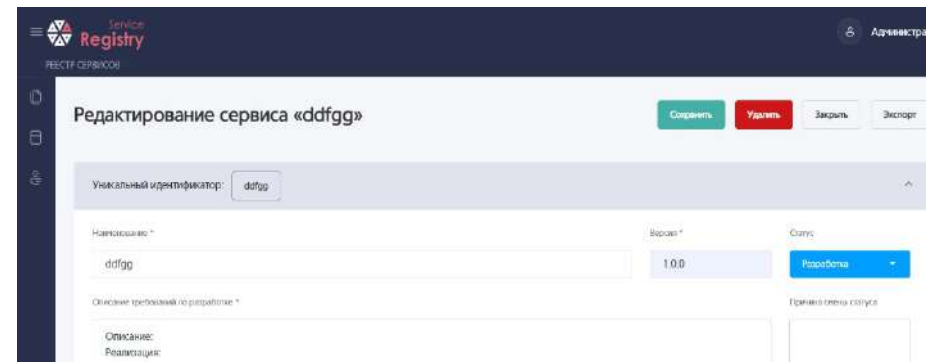 Service
Registry
Администра
РЕЕСТР СЕРВИСОВ
Редактирование сервиса «ddfgg»
Сохранить
Удалить
Закрыть
Экспорт
Уникальный идентификатор:
ddfgg
Наименование *
Версия *
Статус
ddfgg
1.0.0
Разработка
Описание требований по разработке *
Причина смены статуса
Описание:
Реализация: